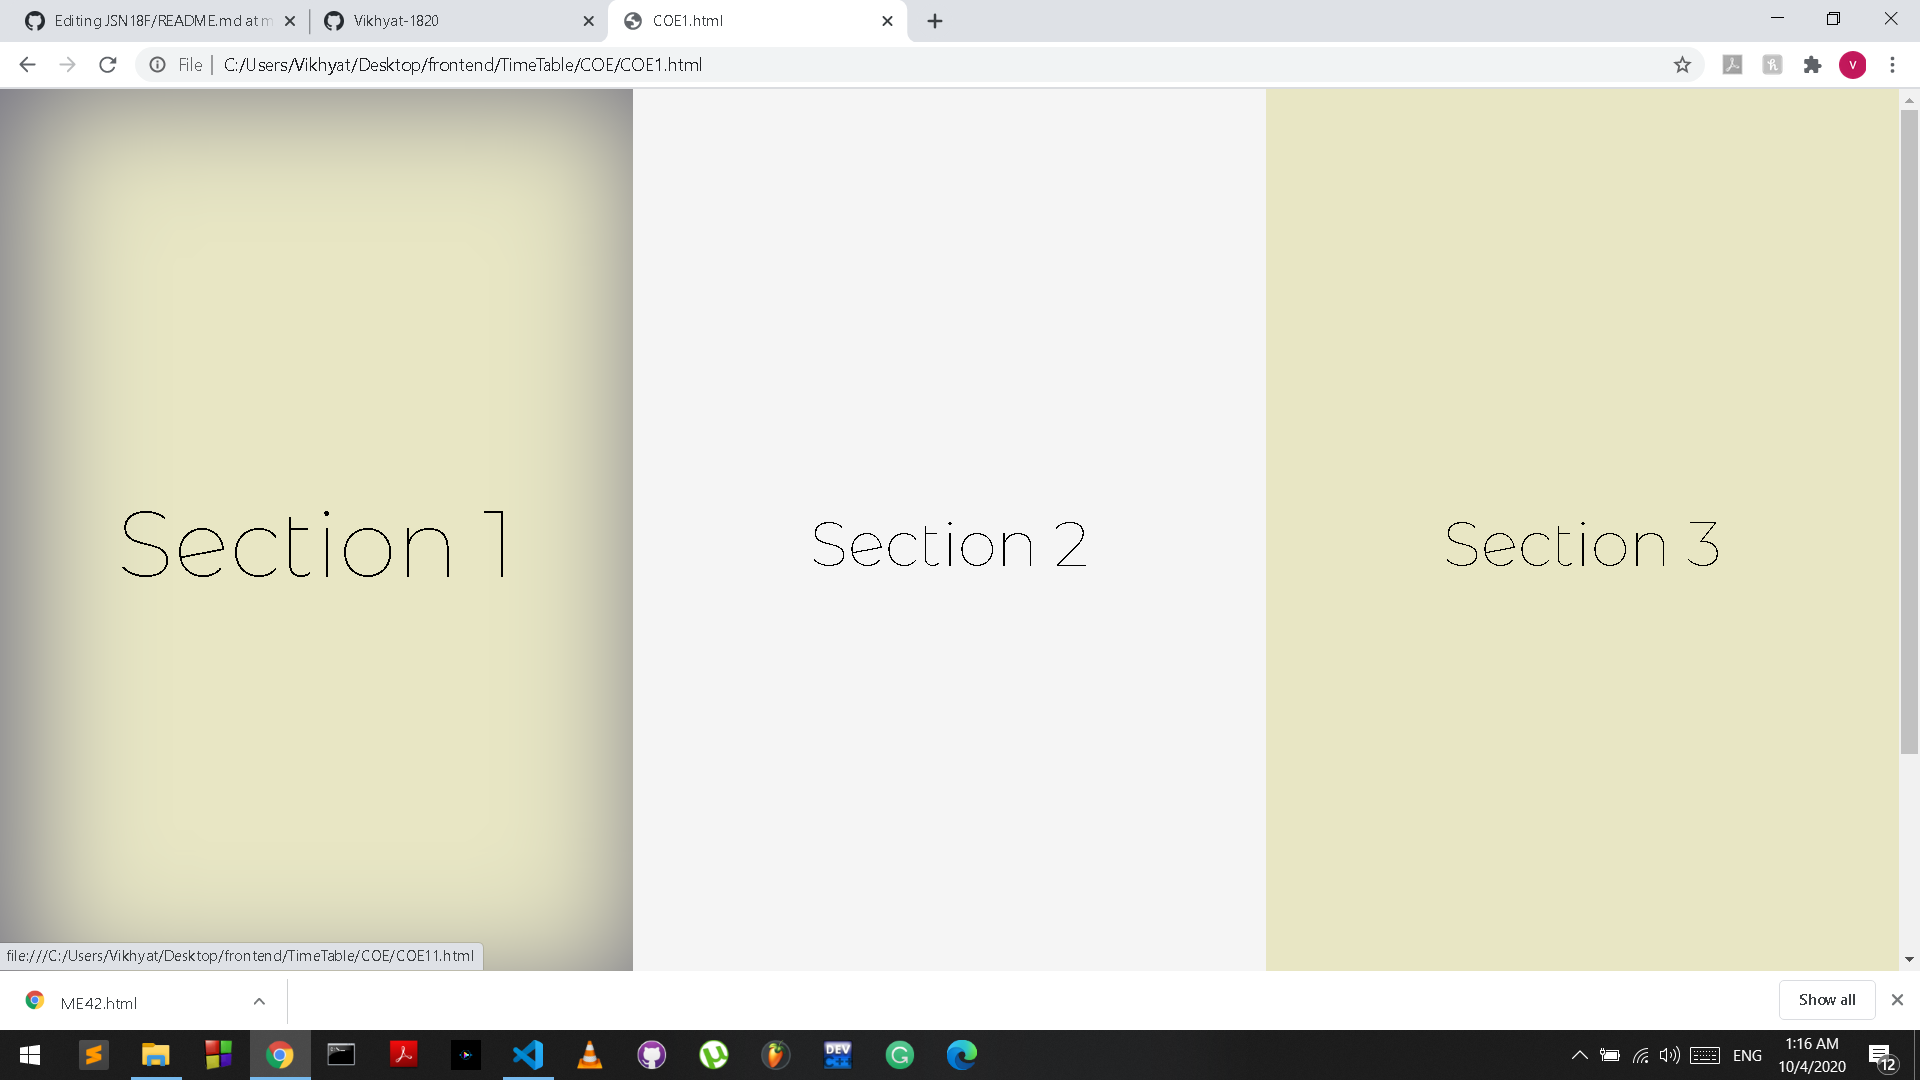 Editing JSN18F/README.md at m
Vikhyat-1820
COE1.html
File
C:/Users/Vikhyat/Desktop/frontend/TimeTable/COE/COE1.html
V
Section 1
Section 2
Section 3
file:///C:/Users/Vikhyat/Desktop/frontend/TimeTable/COE/COE11.html
ME42.html
Show all
DEV
ENG
1:16 AM
10/4/2020
12